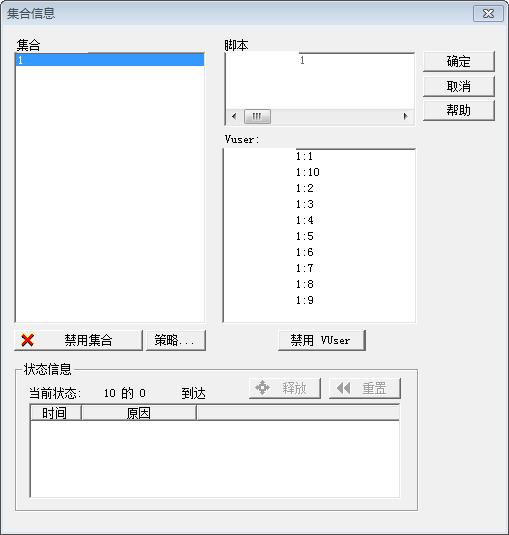 集合信息
集合
1
脚本
1
确定
取消
帮助
Vuser:
1:1
1:10
1:2
1:3
1:4
1:5
1:6
1:7
1:8
1:9
禁用集合
策略...
禁用 VUser
状态信息
当前状态: 10 的 0 到达
释放
重置
时间 原因